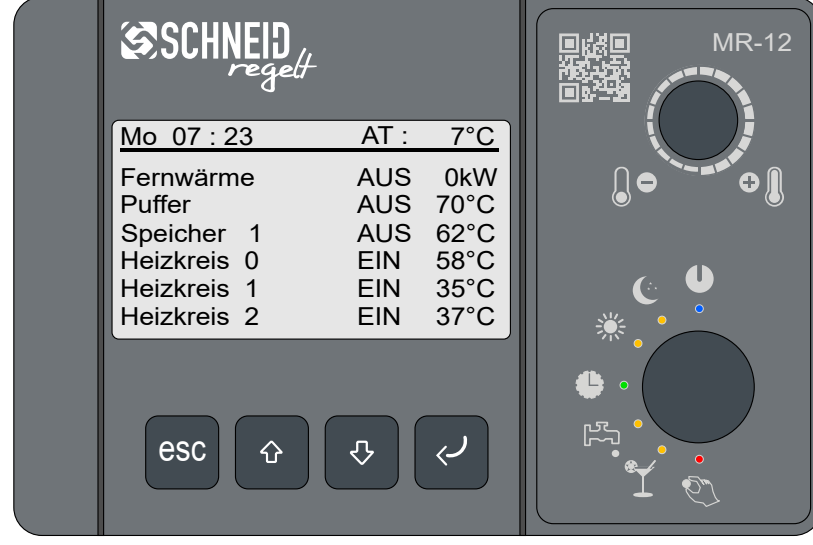 SCHNEID
regelt
MR-12
Mo 07 : 23 AT : 7°C
Fernwärme AUS 0kW
Puffer AUS 70°C
Speicher 1 AUS 62°C
Heizkreis 0 EIN 58°C
Heizkreis 1 EIN 35°C
Heizkreis 2 EIN 37°C
esc